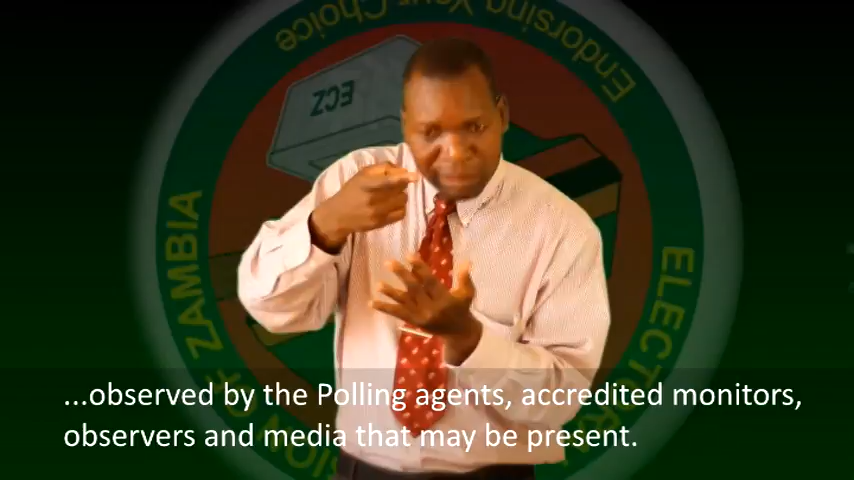 Endorsing Your Choice
ECZ
ZAMBIA
ELECTORAL
...observed by the Polling agents, accredited monitors,
observers and media that may be present.